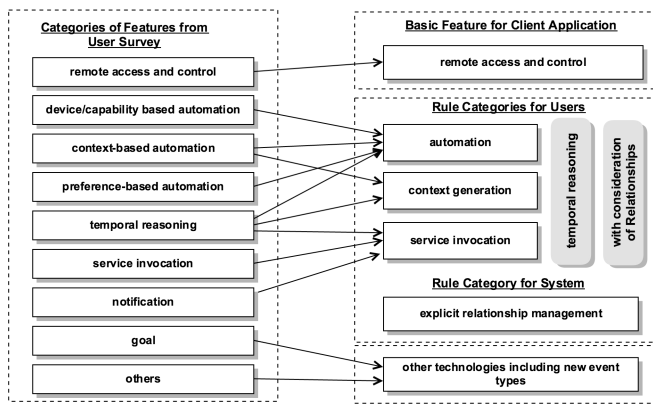 Categories of Features from
User Survey
remote access and control
device/capability based automation
context-based automation
preference-based automation
temporal reasoning
service invocation
notification
goal
others
Basic Feature for Client Application
remote access and control
Rule Categories for Users
automation
context generation
service invocation
temporal reasoning
with consideration
of Relationships
Rule Category for System
explicit relationship management
other technologies including new event
types